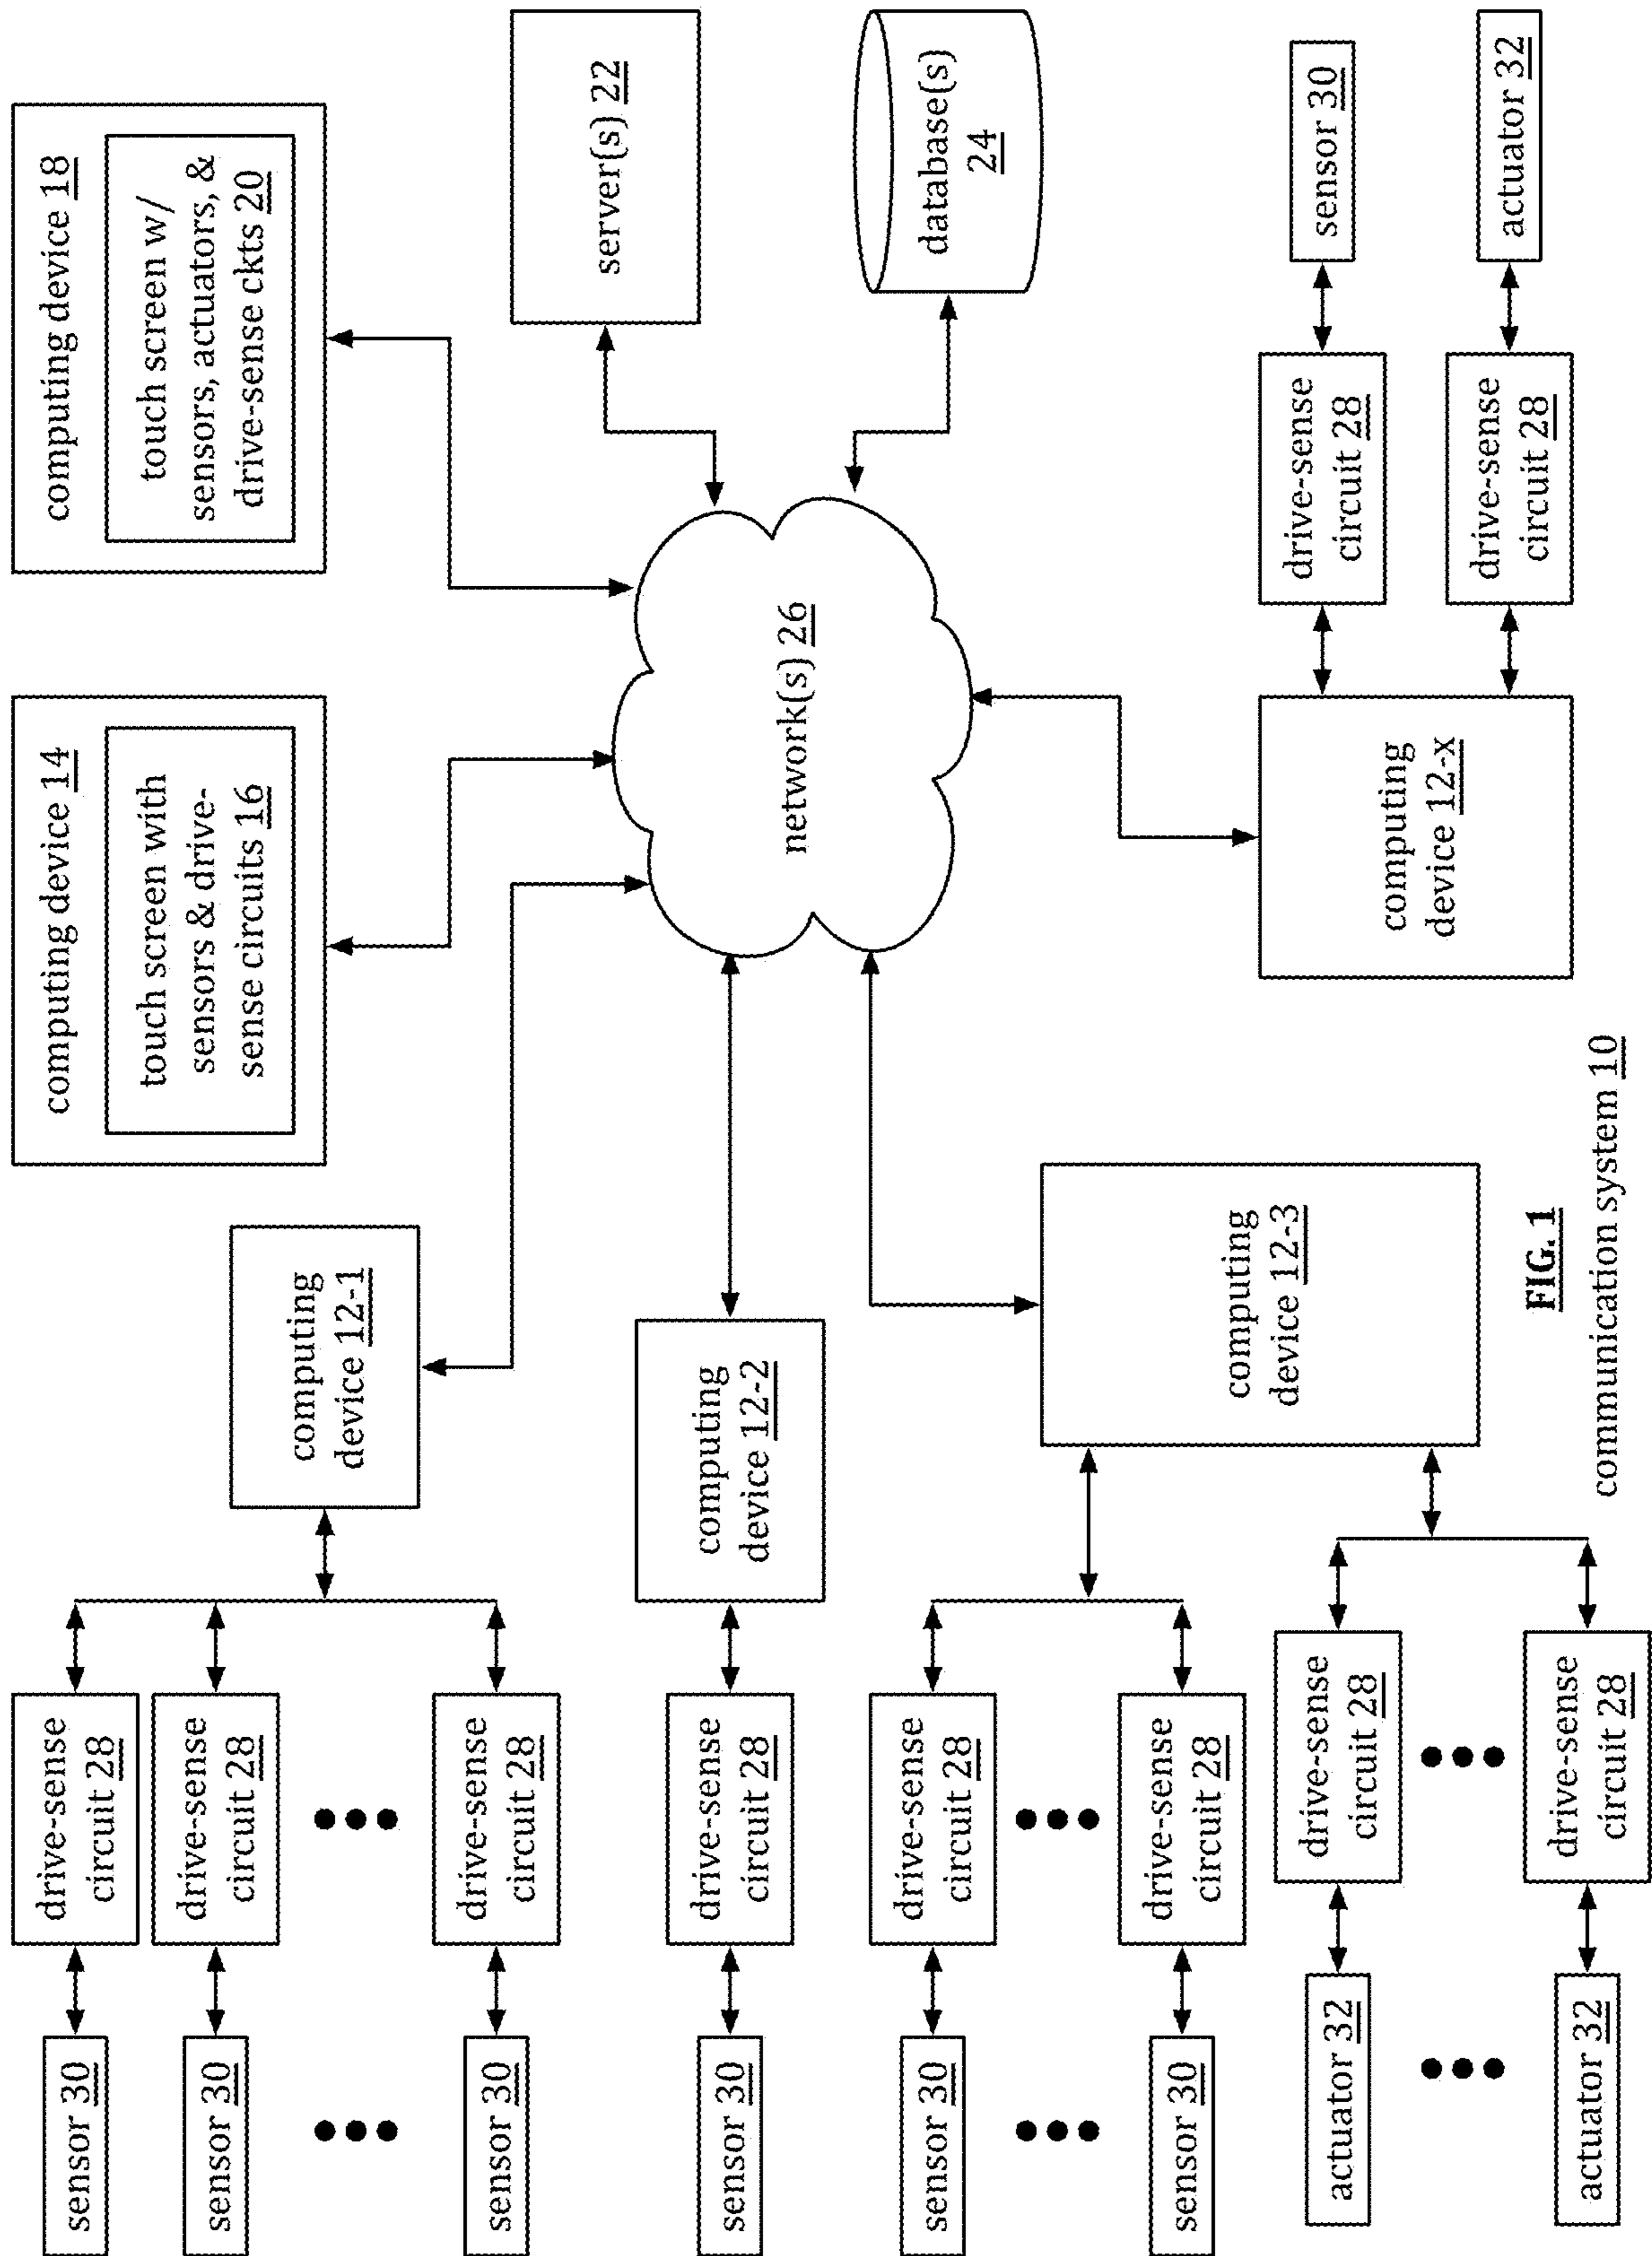 computing device 14
touch screen with
sensors & drive-
sense circuits 16
computing device 18
touch screen w/
sensors, actuators, &
drive-sense ckts 20
sensor 30
drive-sense
circuit 28
sensor 30
drive-sense
circuit 28
sensor 30
drive-sense
circuit 28
computing
device 12-1
server(s) 22
sensor 30
drive-sense
circuit 28
computing
device 12-2
network(s) 26
database(s)
24
sensor 30
drive-sense
circuit 28
sensor 30
drive-sense
circuit 28
actuator 32
drive-sense
circuit 28
actuator 32
drive-sense
circuit 28
computing
device 12-3
computing
device 12-x
drive-sense
circuit 28
sensor 30
drive-sense
circuit 28
actuator 32
FIG. 1
communication system 10